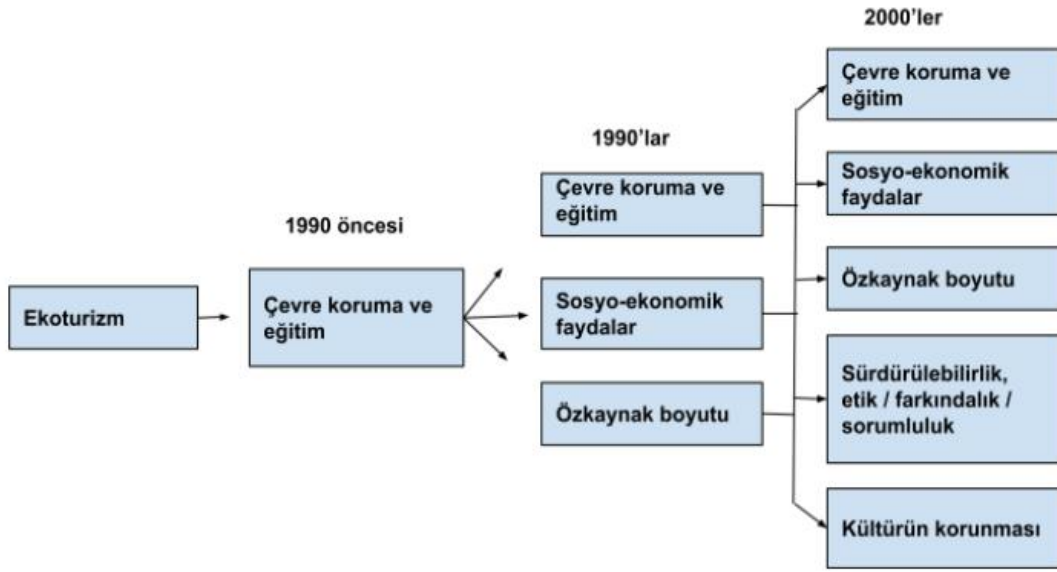 Ekoturizm
1990 öncesi
Çevre koruma ve
eğitim
1990’lar
Çevre koruma ve
eğitim
Sosyo-ekonomik
faydalar
Özkaynak boyutu
2000’ler
Çevre koruma ve
eğitim
Sosyo-ekonomik
faydalar
Özkaynak boyutu
Sürdürülebilirlik,
etik / farkındalık /
sorumluluk
Kültürün korunması